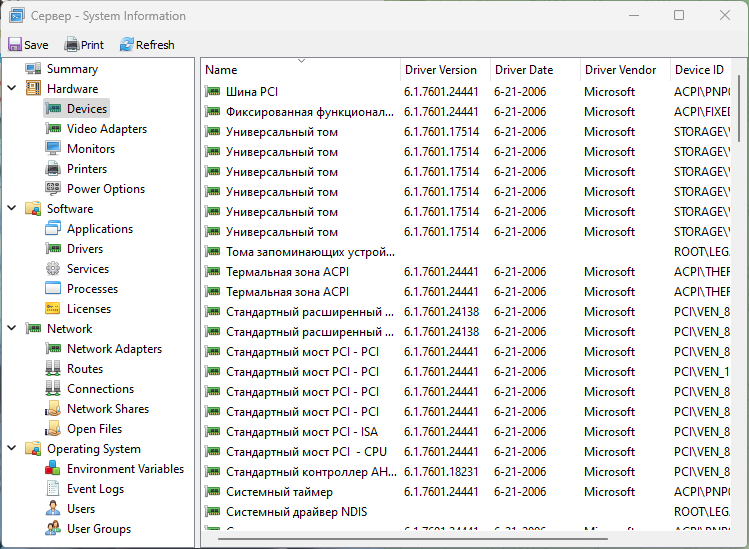 Сервер - System Information
Save Print Refresh
Summary
Hardware
Devices
Video Adapters
Monitors
Printers
Power Options
Software
Applications
Drivers
Services
Processes
Licenses
Network
Network Adapters
Routes
Connections
Network Shares
Open Files
Operating System
Environment Variables
Event Logs
Users
User Groups
Name Driver Version Driver Date Driver Vendor Device ID
Шина PCI 6.1.7601.24441 6-21-2006 Microsoft ACPI\PNP0
Фиксированная функционал... 6.1.7601.24441 6-21-2006 Microsoft ACPI\FIXED
Универсальный том 6.1.7601.17514 6-21-2006 Microsoft STORAGE\V
Универсальный том 6.1.7601.17514 6-21-2006 Microsoft STORAGE\V
Универсальный том 6.1.7601.17514 6-21-2006 Microsoft STORAGE\V
Универсальный том 6.1.7601.17514 6-21-2006 Microsoft STORAGE\V
Универсальный том 6.1.7601.17514 6-21-2006 Microsoft STORAGE\V
Универсальный том 6.1.7601.17514 6-21-2006 Microsoft STORAGE\V
Тома запоминающих устрой... ROOT\LEGA
Термальная зона ACPI 6.1.7601.24441 6-21-2006 Microsoft ACPI\THER
Термальная зона ACPI 6.1.7601.24441 6-21-2006 Microsoft ACPI\THER
Стандартный расширенный ... 6.1.7601.24138 6-21-2006 Microsoft PCI\VEN_8
Стандартный расширенный ... 6.1.7601.24138 6-21-2006 Microsoft PCI\VEN_8
Стандартный мост PCI - PCI 6.1.7601.24441 6-21-2006 Microsoft PCI\VEN_8
Стандартный мост PCI - PCI 6.1.7601.24441 6-21-2006 Microsoft PCI\VEN_1
Стандартный мост PCI - PCI 6.1.7601.24441 6-21-2006 Microsoft PCI\VEN_8
Стандартный мост PCI - PCI 6.1.7601.24441 6-21-2006 Microsoft PCI\VEN_8
Стандартный мост PCI - ISA 6.1.7601.24441 6-21-2006 Microsoft PCI\VEN_8
Стандартный мост PCI - CPU 6.1.7601.24441 6-21-2006 Microsoft PCI\VEN_8
Стандартный контроллер AH... 6.1.7601.18231 6-21-2006 Microsoft PCI\VEN_8
Системный таймер 6.1.7601.24441 6-21-2006 Microsoft ACPI\PNP0
Системный драйвер NDIS ROOT\LEGA